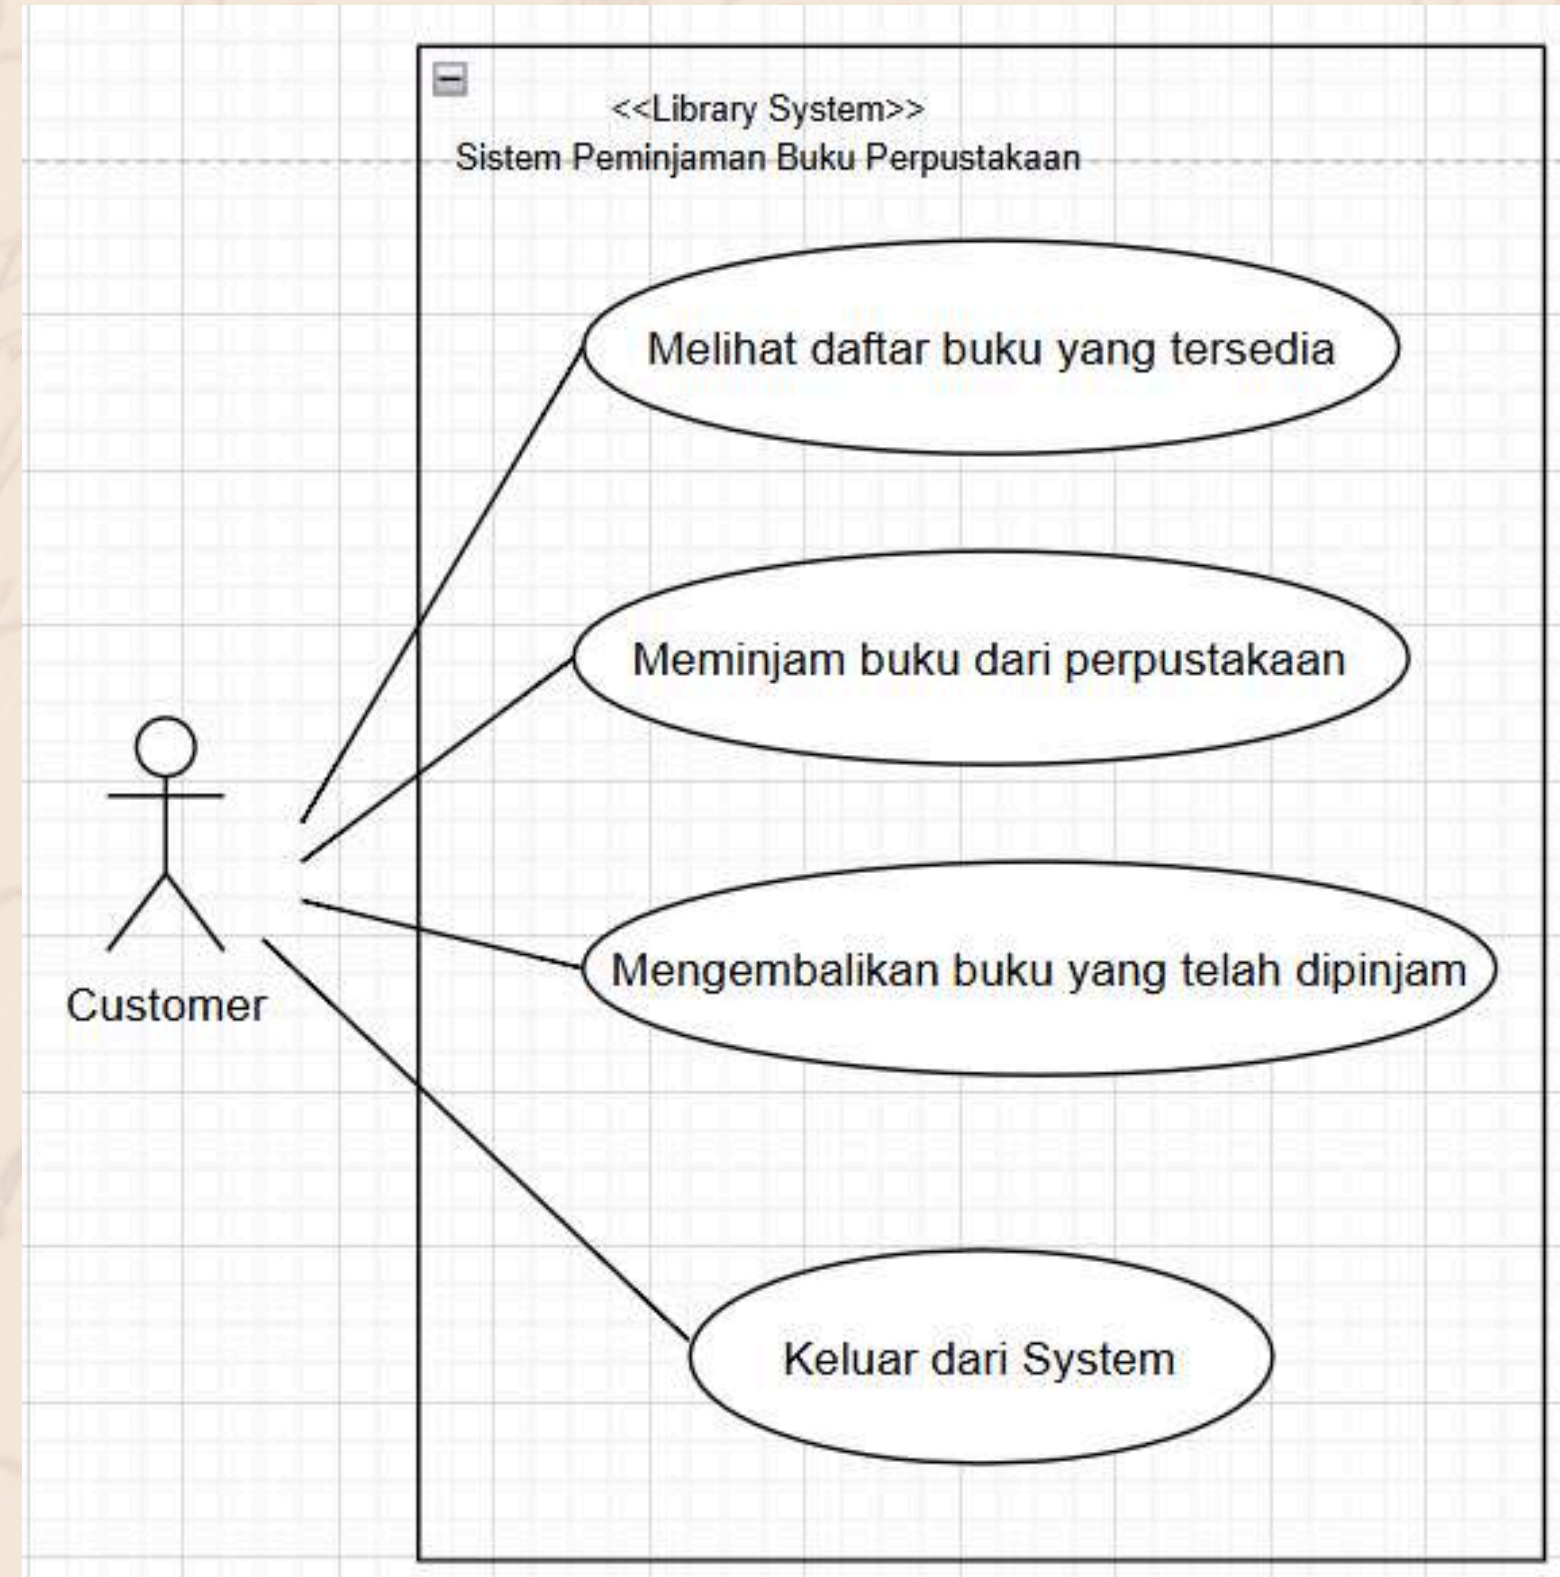 <<Library System>>
Sistem Peminjaman Buku Perpustakaan
Melihat daftar buku yang tersedia
Meminjam buku dari perpustakaan
Mengembalikan buku yang telah dipinjam
Customer
Keluar dari System